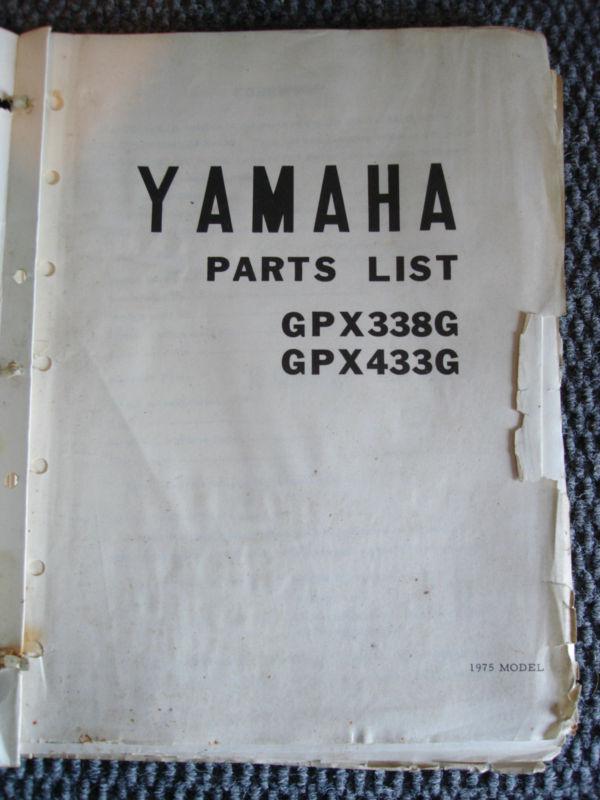 YAMAHA
PARTS LIST
GPX338G
GPX433G
1975 MODEL